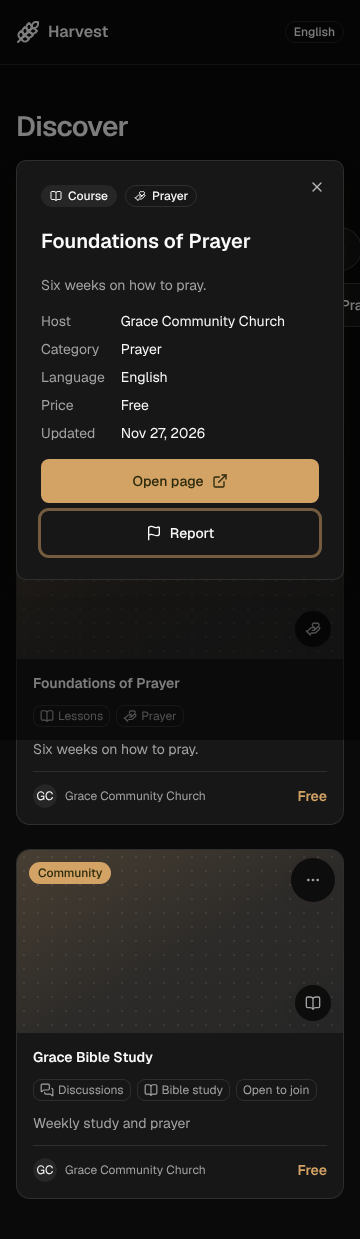 Harvest
English
Discover
Course
Prayer
Foundations of Prayer
Six weeks on how to pray.
Host Grace Community Church
Category Prayer
Language English
Price Free
Updated Nov 27, 2026
Open page
Report
Foundations of Prayer
Lessons
Prayer
Six weeks on how to pray.
GC Grace Community Church Free
Community
Grace Bible Study
Discussions
Bible study
Open to join
Weekly study and prayer
GC Grace Community Church Free